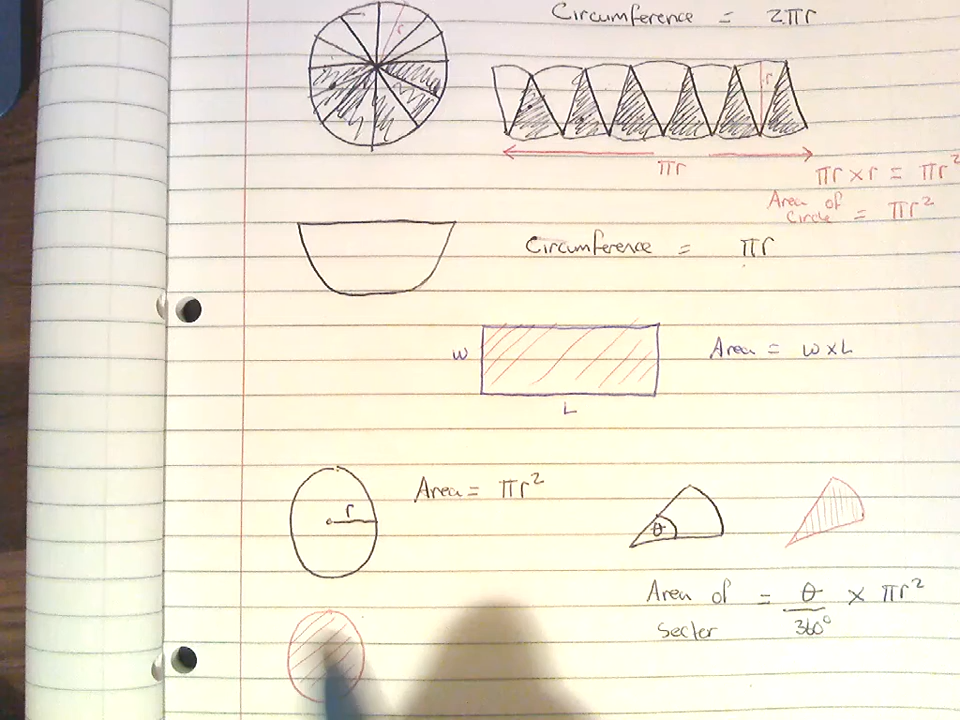 r
Circumference = 2πr
r
πr
πr × r = πr²
Area of Circle = πr²
Circumference = πr
w
Area = w×L
L
r
Area = πr²
θ
Area of sector = θ/360° × πr²